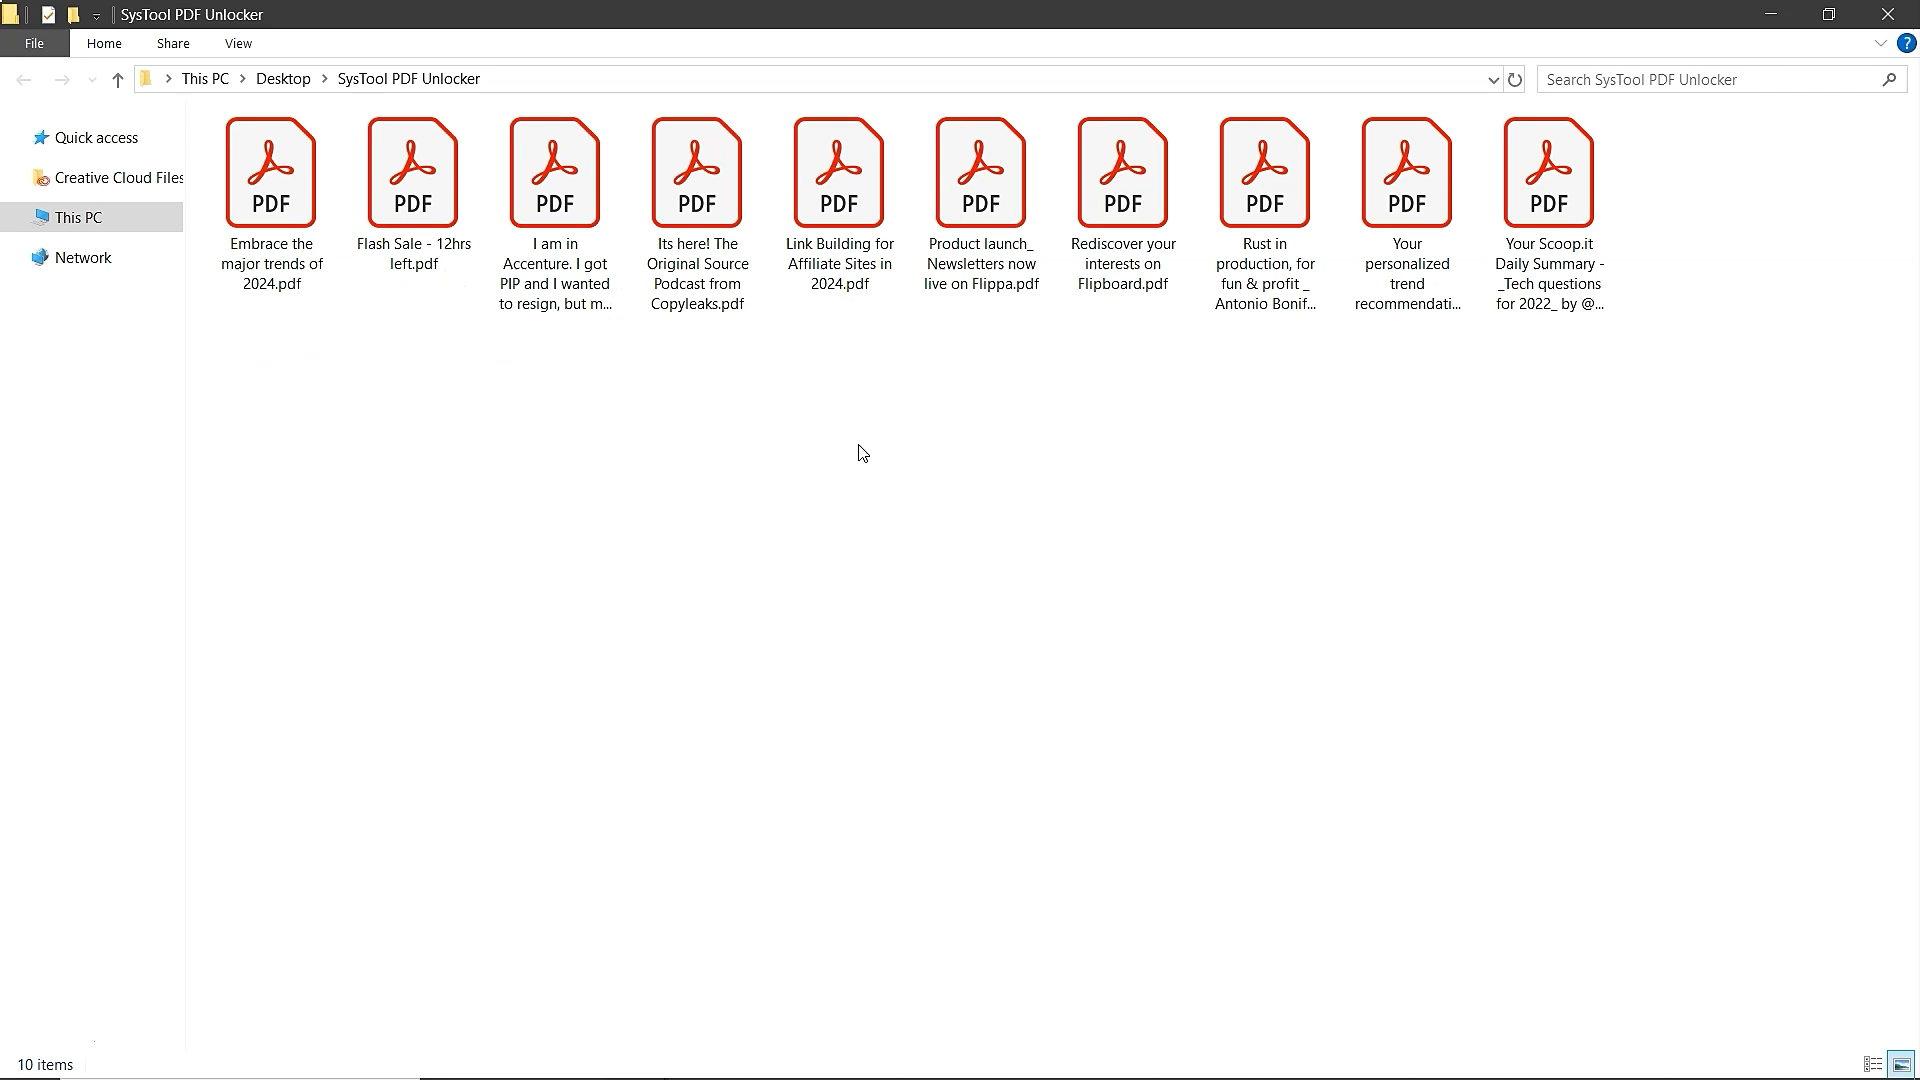 SysTool PDF Unlocker
File Home Share View
?
This PC Desktop SysTool PDF Unlocker
Search SysTool PDF Unlocker
Quick access
Creative Cloud Files
This PC
Network
PDF
Embrace the
major trends of
2024.pdf
PDF
Flash Sale - 12hrs
left.pdf
PDF
I am in
Accenture. I got
PIP and I wanted
to resign, but m...
PDF
Its here! The
Original Source
Podcast from
Copyleaks.pdf
PDF
Link Building for
Affiliate Sites in
2024.pdf
PDF
Product launch_
Newsletters now
live on Flippa.pdf
PDF
Rediscover your
interests on
Flipboard.pdf
PDF
Rust in
production, for
fun & profit _
Antonio Bonif...
PDF
Your
personalized
trend
recommendati...
PDF
Your Scoop.it
Daily Summary -
_Tech questions
for 2022_ by @...
10 items